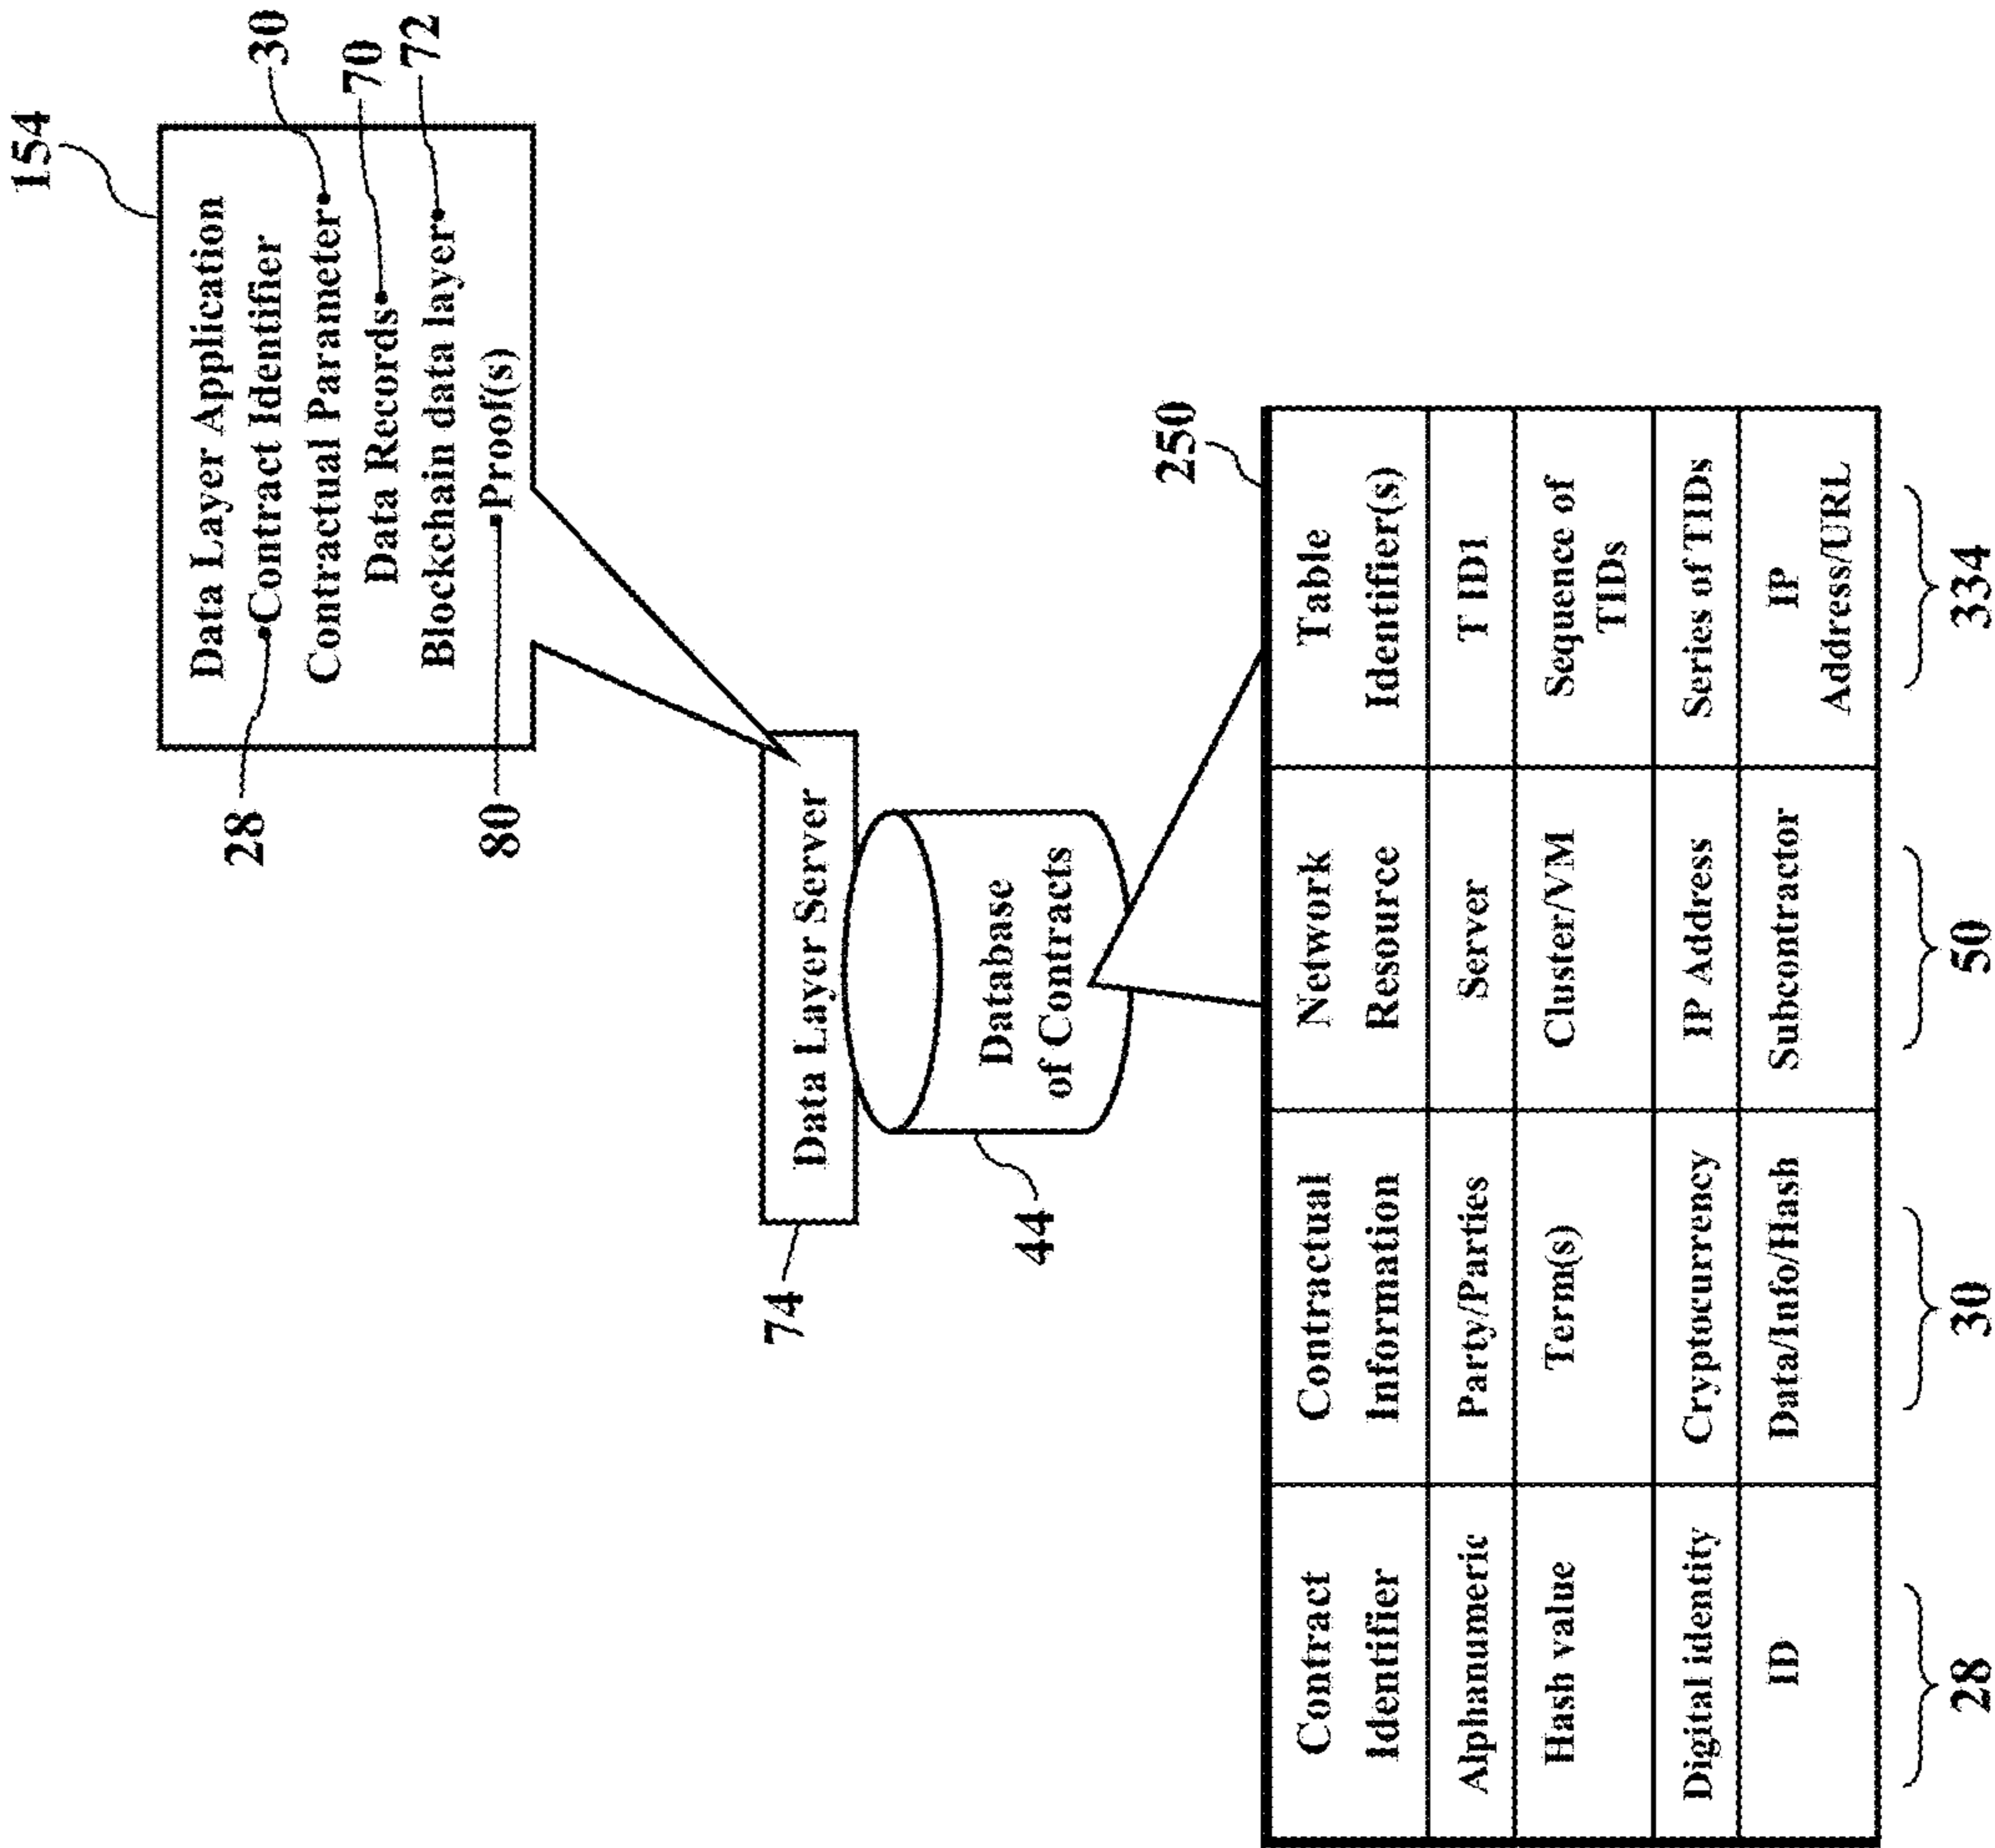 154
Data Layer Application
28
Contract Identifier
Contractual Parameter
30
Data Records
70
Blockchain data layer
72
80
Proof(s)
74
Data Layer Server
44
Database
of Contracts
250
Contract
Identifier
Contractual
Information
Network
Resource
Table
Identifier(s)
Alphanumeric
Party/Parties
Server
T ID1
Hash value
Term(s)
Cluster/VM
Sequence of
TIDs
Digital identity
Cryptocurrency
IP Address
Series of TIDs
ID
Data/Info/Hash
Subcontractor
IP
Address/URL
28
30
50
334